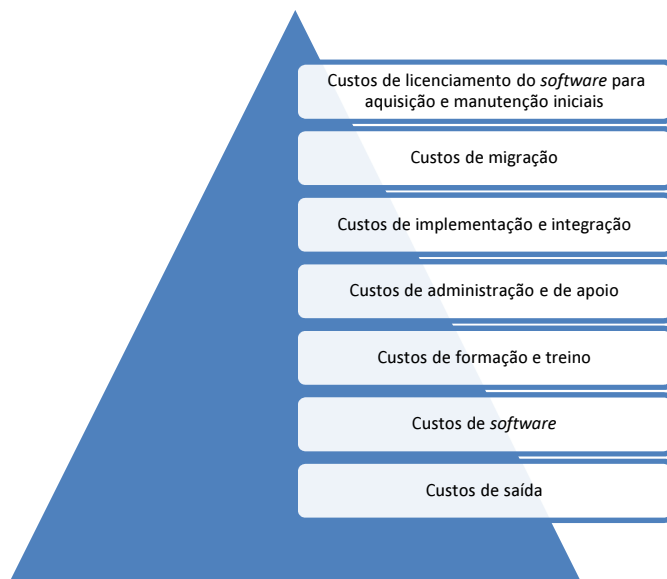 Custos de licenciamento do software para
aquisição e manutenção iniciais
Custos de migração
Custos de implementação e integração
Custos de administração e de apoio
Custos de formação e treino
Custos de software
Custos de saída